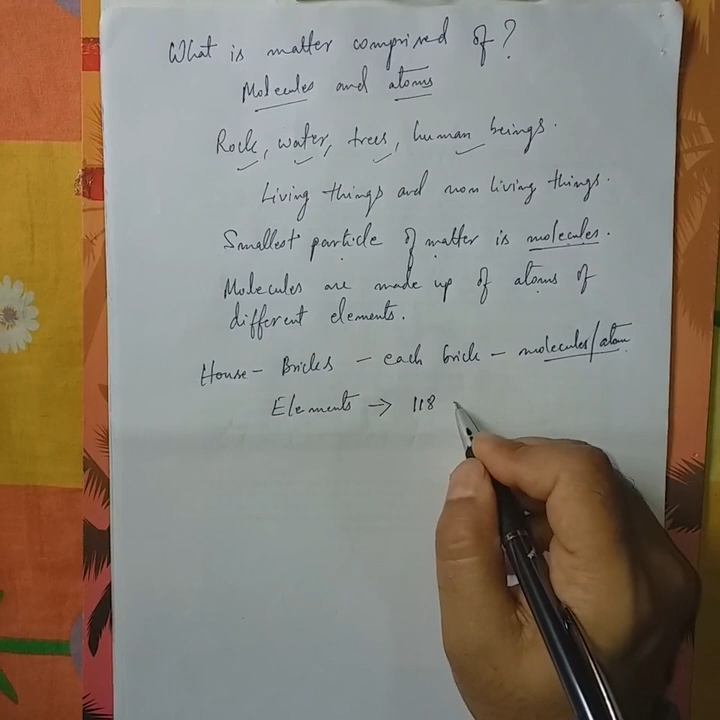 What is matter comprised of?
Molecules and atoms
Rock, water, trees, human beings.
Living things and non living things.
Smallest particle of matter is molecules.
Molecules are made up of atoms of
different elements.
House - Bricks - each brick - molecules/atom
Elements → 118